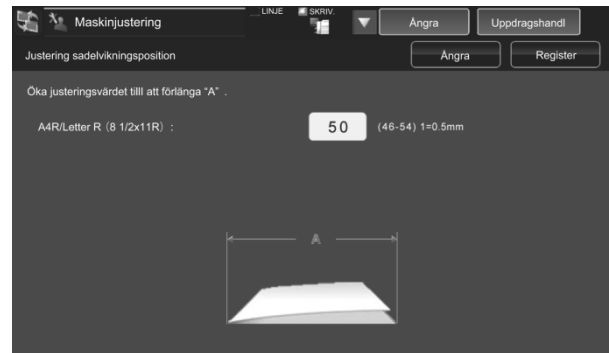 Maskinjustering LINJE SKRIV. Ångra Uppdragshandl
Justering sadelvikningsposition Ångra Register
Öka justeringsvärdet tilll att förlänga "A" .
A4R/Letter R (8 1/2x11R) : 50 (46-54) 1=0.5mm
A